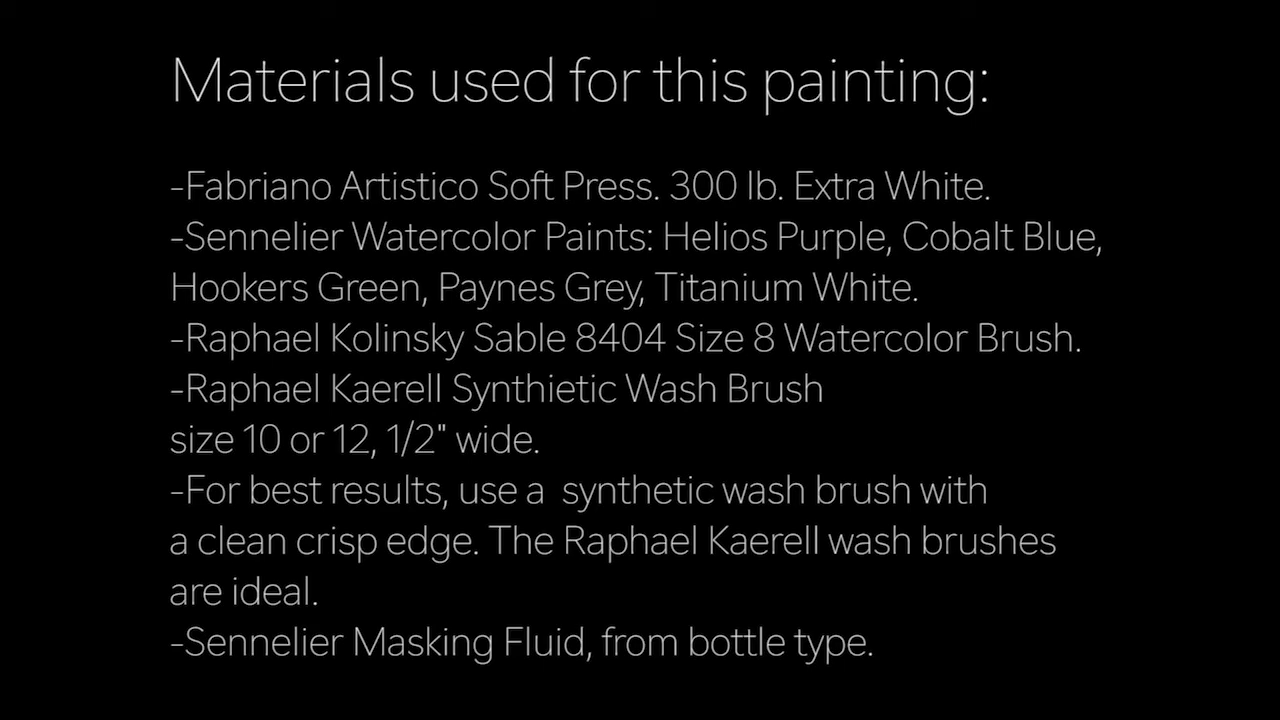 Materials used for this painting:
-Fabriano Artistico Soft Press. 300 lb. Extra White.
-Sennelier Watercolor Paints: Helios Purple, Cobalt Blue,
Hookers Green, Paynes Grey, Titanium White.
-Raphael Kolinsky Sable 8404 Size 8 Watercolor Brush.
-Raphael Kaerell Synthietic Wash Brush
size 10 or 12, 1/2" wide.
-For best results, use a  synthetic wash brush with
a clean crisp edge. The Raphael Kaerell wash brushes
are ideal.
-Sennelier Masking Fluid, from bottle type.